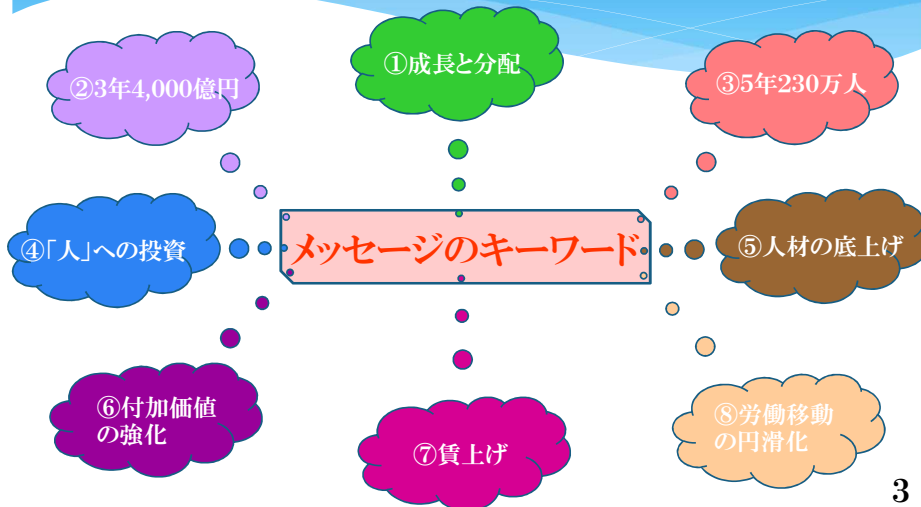 ①成長と分配
②3年4,000億円
③5年230万人
メッセージのキーワード
④「人」への投資
⑤人材の底上げ
⑥付加価値
の強化
⑦賃上げ
⑧労働移動
の円滑化
3